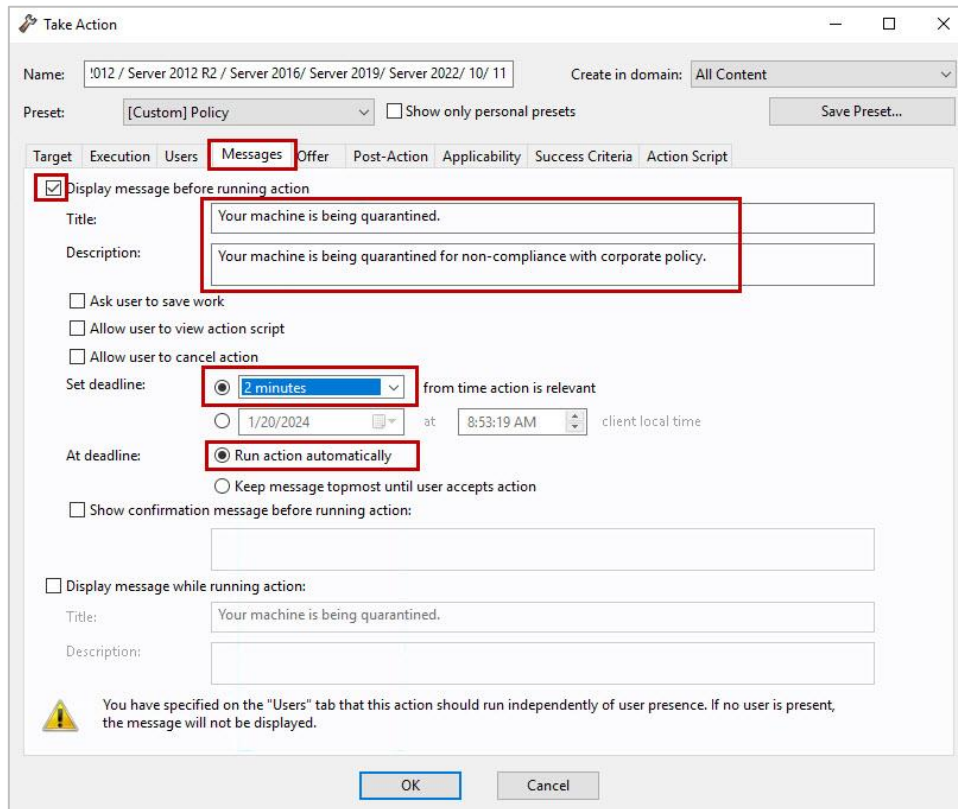 Take Action
Name: !012 / Server 2012 R2 / Server 2016/ Server 2019/ Server 2022/ 10/ 11 Create in domain: All Content
Preset: [Custom] Policy Show only personal presets Save Preset...
Target Execution Users Messages Offer Post-Action Applicability Success Criteria Action Script
Display message before running action
Title: Your machine is being quarantined.
Description: Your machine is being quarantined for non-compliance with corporate policy.
Ask user to save work
Allow user to view action script
Allow user to cancel action
Set deadline: 2 minutes from time action is relevant
1/20/2024 at 8:53:19 AM client local time
At deadline: Run action automatically
Keep message topmost until user accepts action
Show confirmation message before running action:
Display message while running action:
Title: Your machine is being quarantined.
Description:
You have specified on the "Users" tab that this action should run independently of user presence. If no user is present,
the message will not be displayed.
OK Cancel